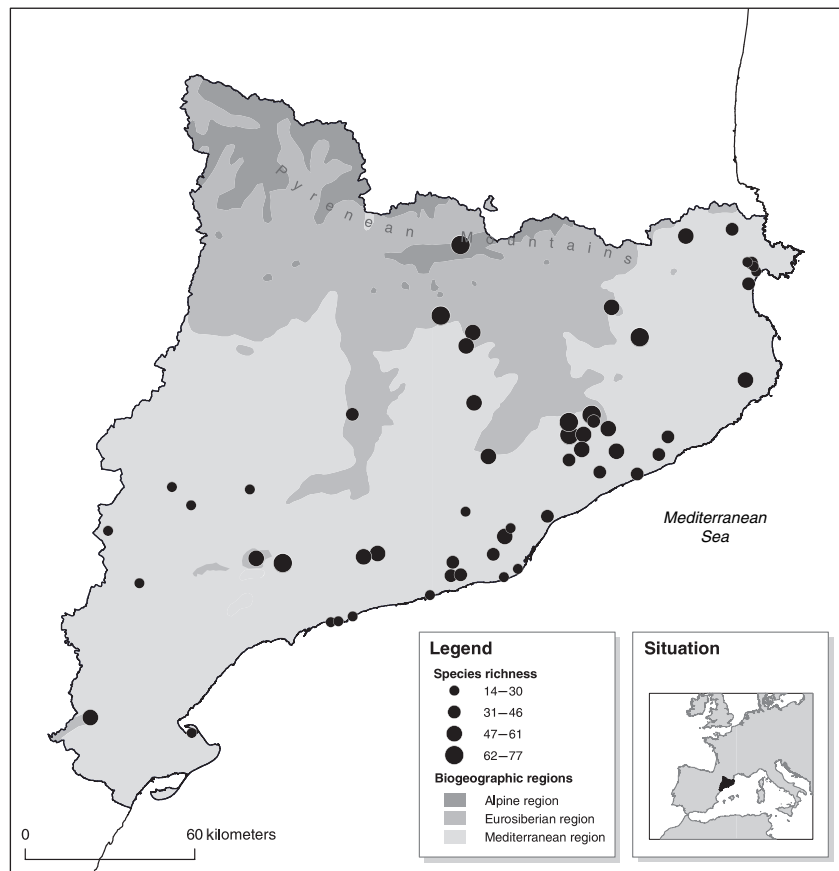 Pyrenean Mountains
Mediterranean
Sea
Legend
Species richness
14–30
31–46
47–61
62–77
Biogeographic regions
Alpine region
Eurosiberian region
Mediterranean region
Situation
0 60 kilometers